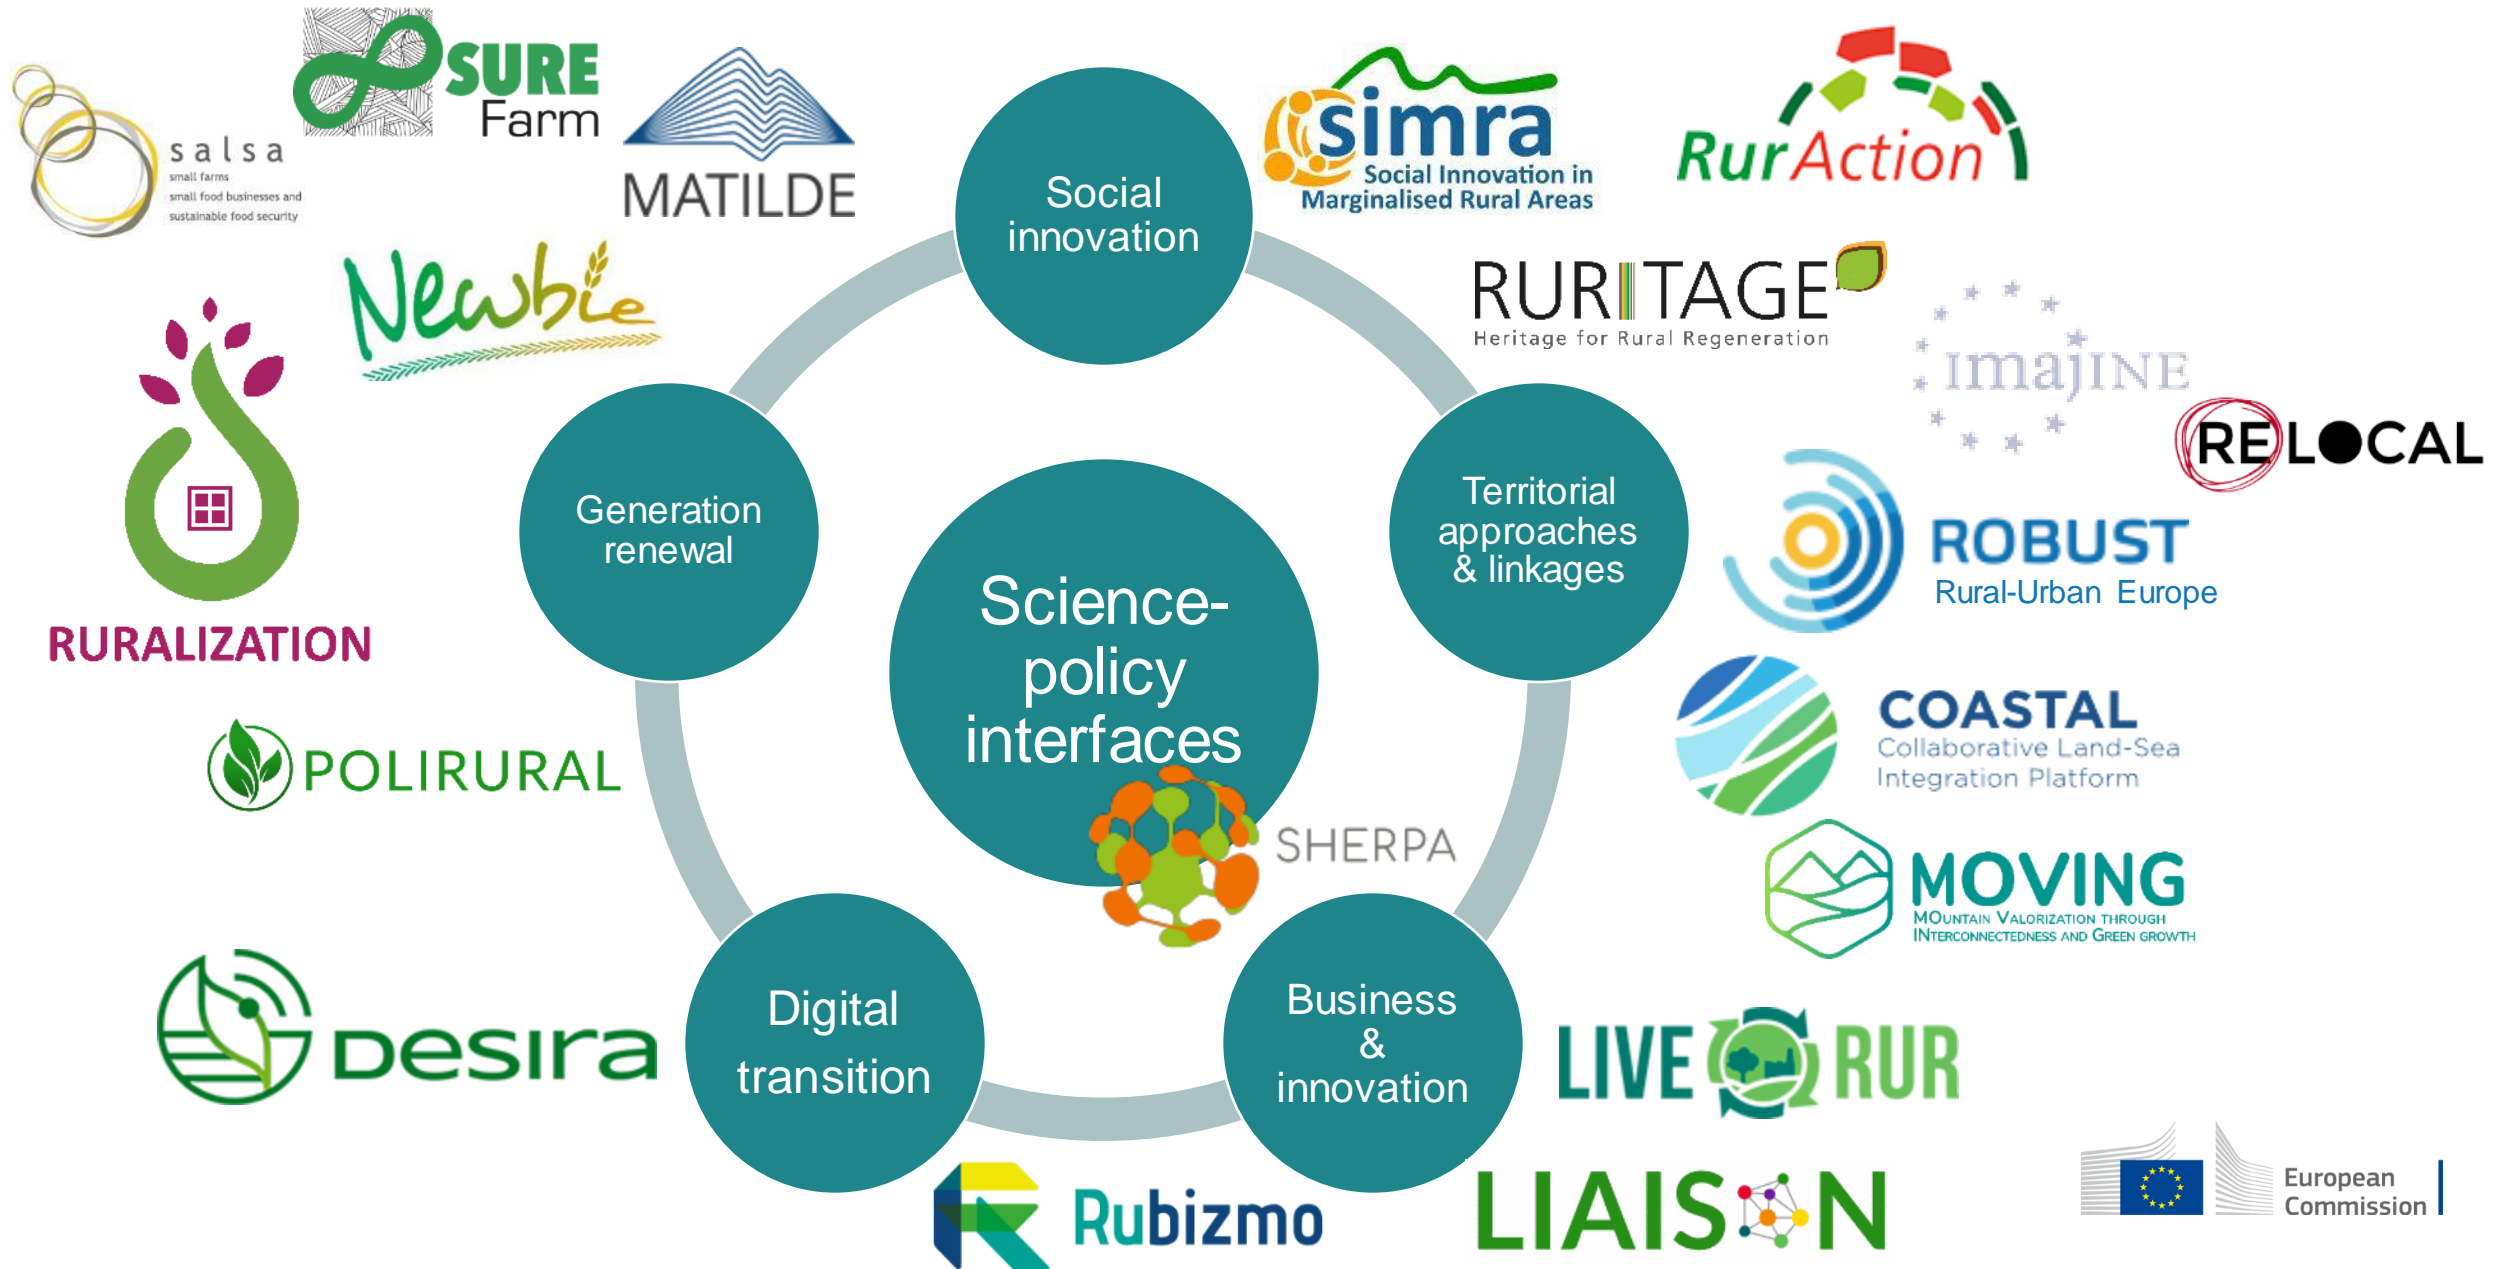 SURE
Farm
salsa
small farms
small food businesses and
sustainable food security
MATILDE
Newbie
Social
innovation
simra
Social Innovation in
Marginalised Rural Areas
RurAction
RURITAGE
Heritage for Rural Regeneration
imajINE
RELOCAL
Generation
renewal
Territorial
approaches
& linkages
ROBUST
Rural-Urban Europe
RURALIZATION
Science-
policy
interfaces
POLIRURAL
COASTAL
Collaborative Land-Sea
Integration Platform
SHERPA
MOVING
MOUNTAIN VALORIZATION THROUGH
INTERCONNECTEDNESS AND GREEN GROWTH
DESIRA
Digital
transition
Business
&
innovation
LIVE RUR
Rubizmo
LIAISON
European
Commission